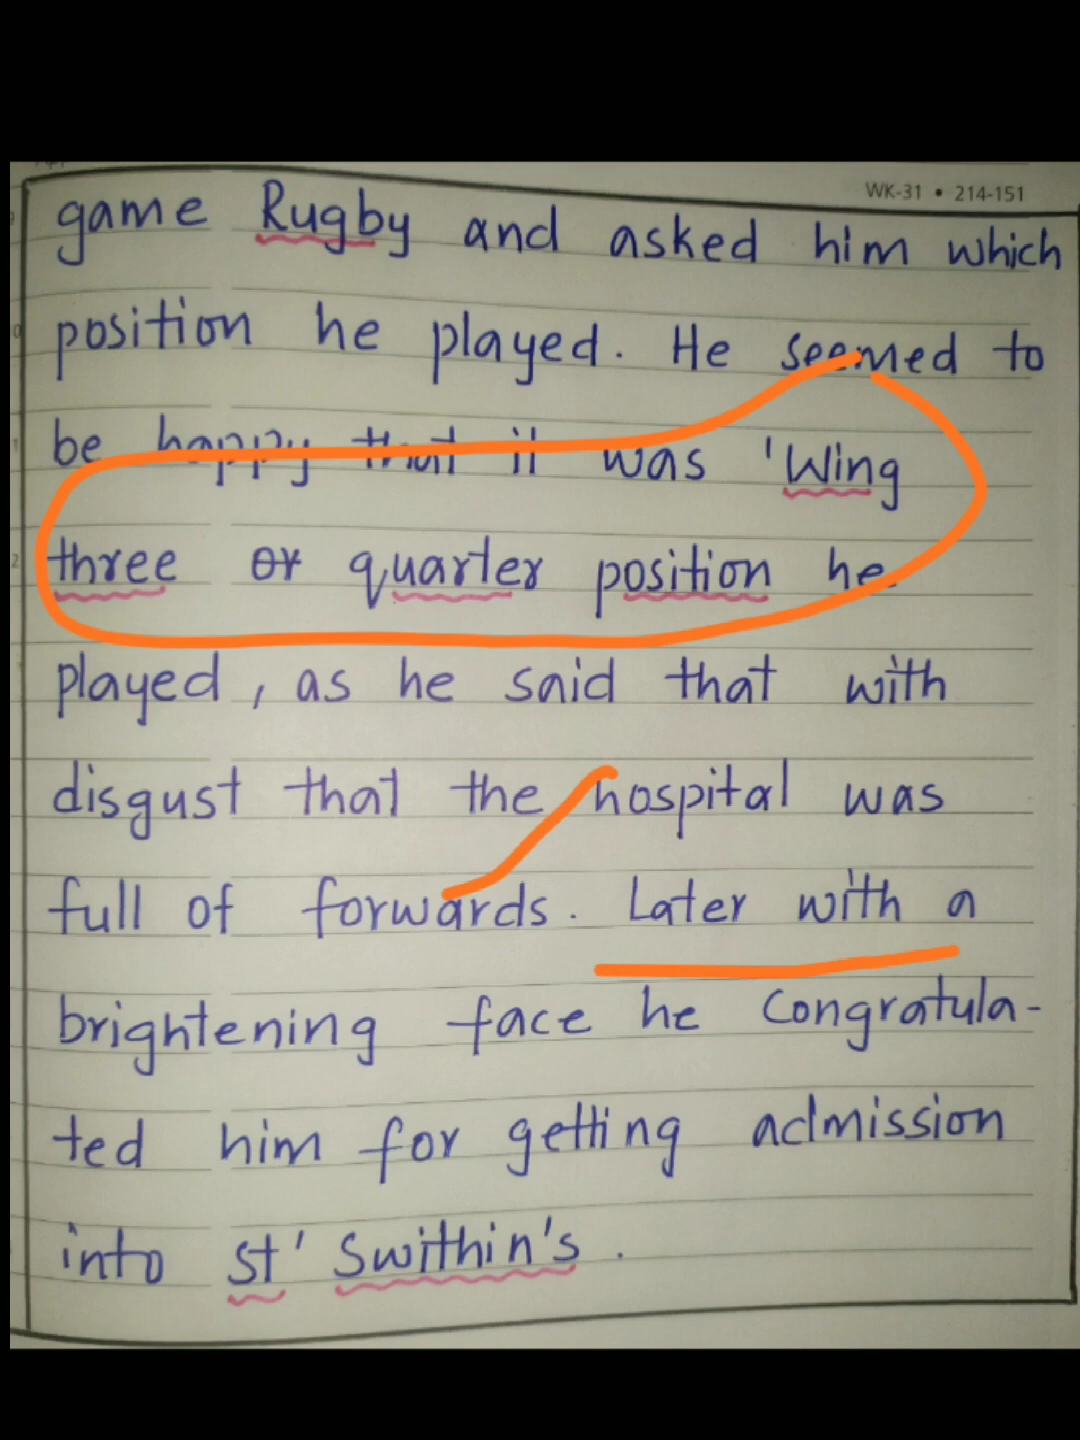 WK-31 • 214-151
game Rugby and asked him which
position he played. He seemed to
be happy that it was 'Wing
three or quarter position he
played, as he said that with
disgust that the hospital was
full of forwards. Later with a
brightening face he congratula-
ted him for getting admission
into St' Swithin's.